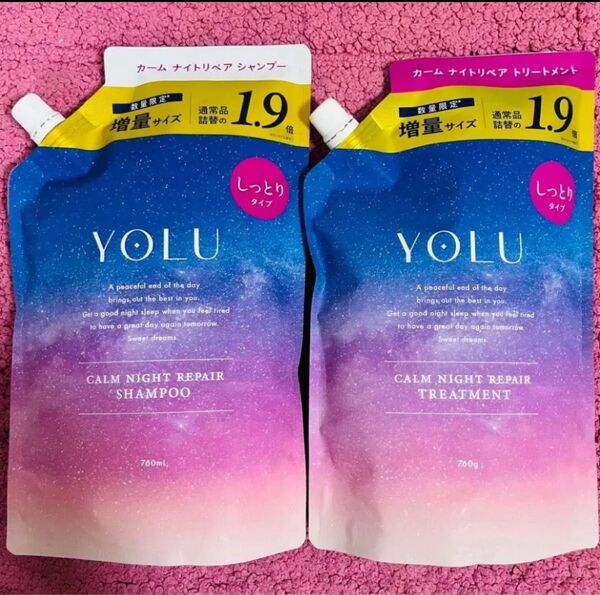 カーム ナイトリペア シャンプー
数量限定*
増量サイズ
通常品
詰替の
1.9倍
しっとり
タイプ
YOLU
A peaceful end of the day
brings out the best in you.
Get a good night sleep when you feel tired
to have a great day again tomorrow.
Sweet dreams.
CALM NIGHT REPAIR
SHAMPOO
760mL
カーム ナイトリペア トリートメント
数量限定*
増量サイズ
通常品
詰替の
1.9倍
しっとり
タイプ
YOLU
A peaceful end of the day
brings out the best in you.
Get a good night sleep when you feel tired
to have a great day again tomorrow.
Sweet dreams.
CALM NIGHT REPAIR
TREATMENT
760g